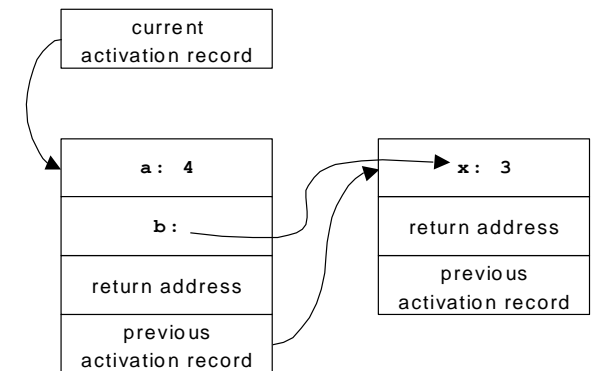 current
activation record
a: 4
b:
return address
previous
activation record
x: 3
return address
previous
activation record